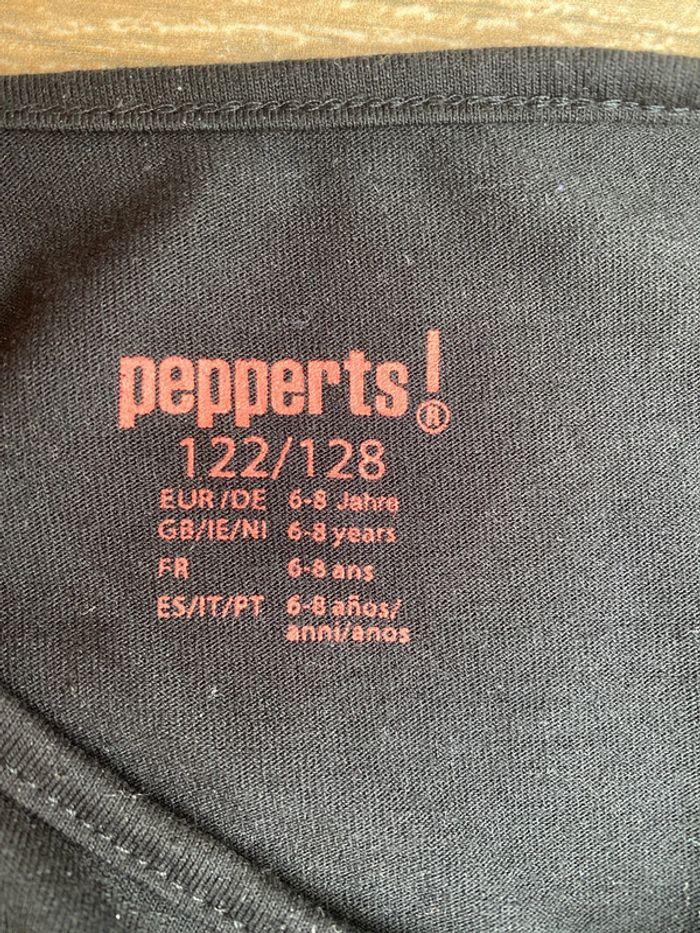 pepperts!®
122/128
EUR/DE 6-8 Jahre
GB/IE/NI 6-8 years
FR 6-8 ans
ES/IT/PT 6-8 años/
anni/anos